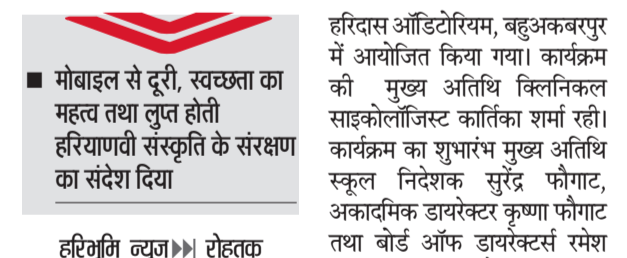 ■ मोबाइल से दूरी, स्वच्छता का
महत्व तथा लुप्त होती
हरियाणवी संस्कृति के संरक्षण
का संदेश दिया
हरिभूमि न्यूज▶▶| रोहतक
हरिदास ऑडिटोरियम, बहुअकबरपुर
में आयोजित किया गया। कार्यक्रम
की मुख्य अतिथि क्लिनिकल
साइकोलॉजिस्ट कार्तिका शर्मा रही।
कार्यक्रम का शुभारंभ मुख्य अतिथि
स्कूल निदेशक सुरेंद्र फौगाट,
अकादमिक डायरेक्टर कृष्णा फौगाट
तथा बोर्ड ऑफ डायरेक्टर्स रमेश